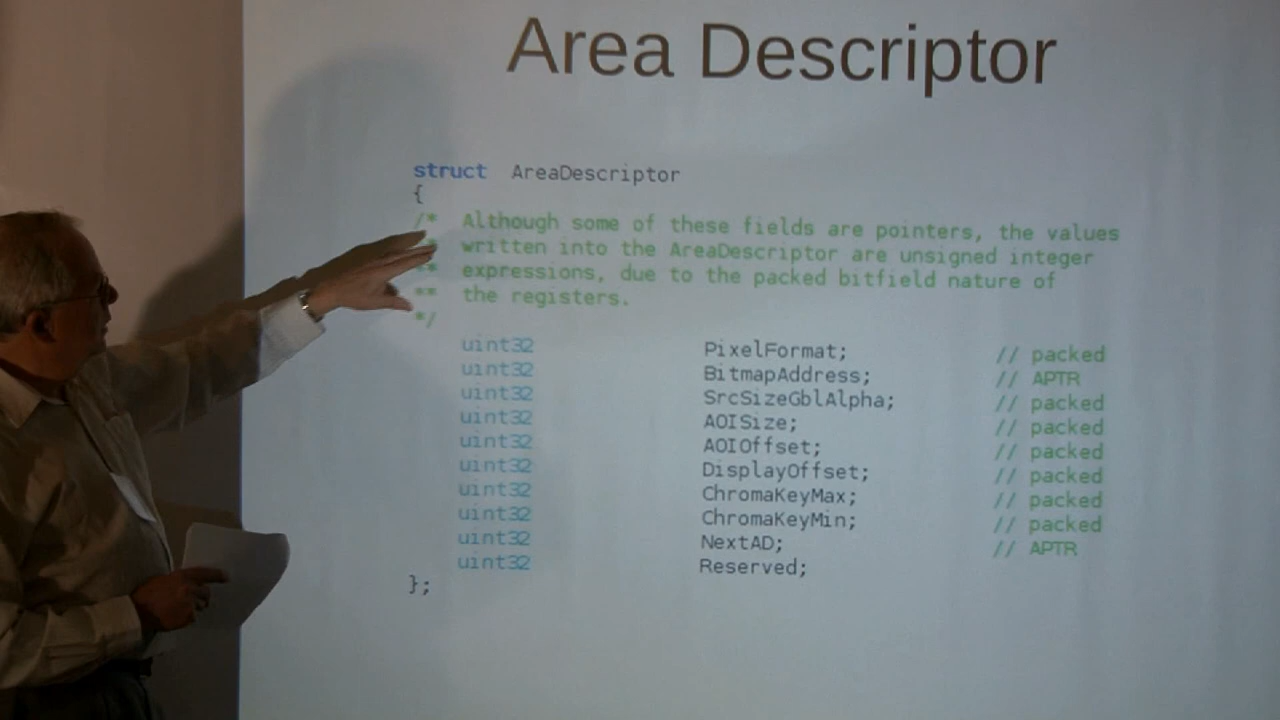 Area Descriptor
struct AreaDescriptor
{
/* Although some of these fields are pointers, the values
** written into the AreaDescriptor are unsigned integer
** expressions, due to the packed bitfield nature of
** the registers.
*/
uint32 PixelFormat; // packed
uint32 BitmapAddress; // APTR
uint32 SrcSizeGblAlpha; // packed
uint32 AOISize; // packed
uint32 AOIOffset; // packed
uint32 DisplayOffset; // packed
uint32 ChromaKeyMax; // packed
uint32 ChromaKeyMin; // packed
uint32 NextAD; // APTR
uint32 Reserved;
};